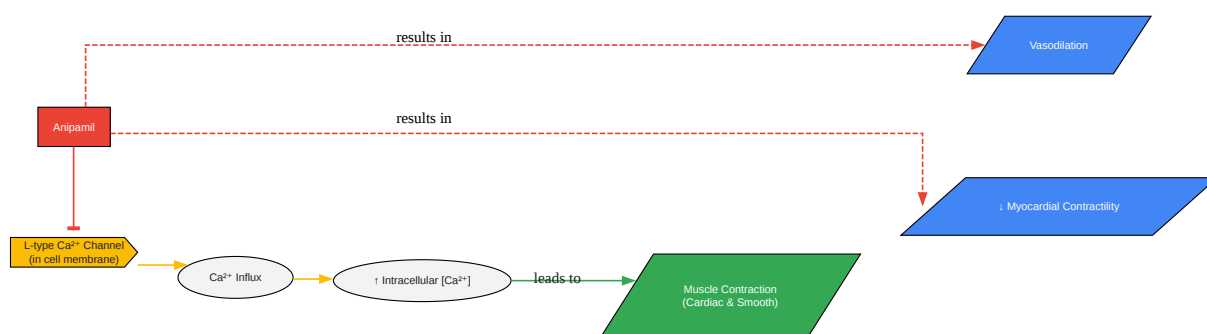 results in
Vasodilation
Anipamil
results in
↓ Myocardial Contractility
L-type Ca²⁺ Channel
(in cell membrane)
Ca²⁺ Influx
↑ Intracellular [Ca²⁺]
leads to
Muscle Contraction
(Cardiac & Smooth)